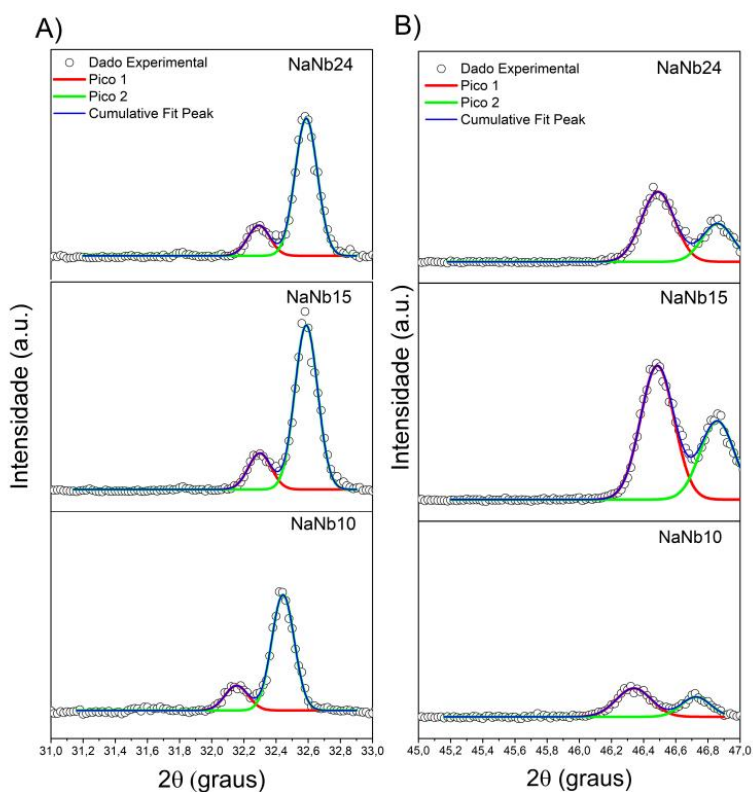 A)
Dado Experimental
Pico 1
Pico 2
Cumulative Fit Peak
NaNb24
NaNb15
NaNb10
Intensidade (a.u.)
31,0 31,2 31,4 31,6 31,8 32,0 32,2 32,4 32,6 32,8 33,0
2θ (graus)
B)
Dado Experimental
Pico 1
Pico 2
Cumulative Fit Peak
NaNb24
NaNb15
NaNb10
Intensidade (a.u.)
45,0 45,2 45,4 45,6 45,8 46,0 46,2 46,4 46,6 46,8 47,0
2θ (graus)